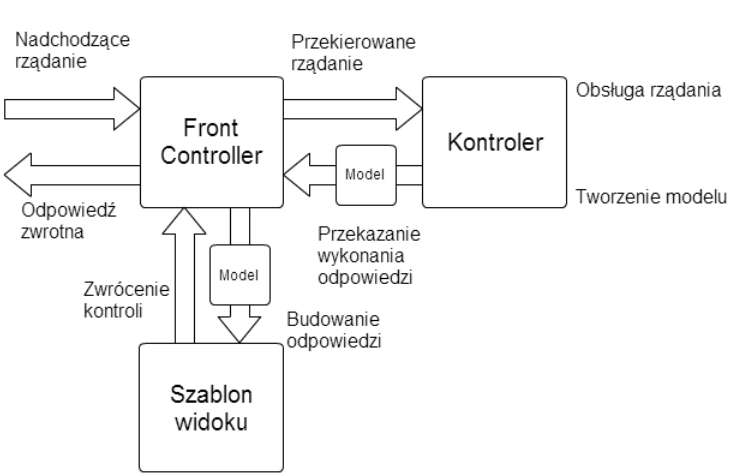 Nadchodzące
rządanie
Przekierowane
rządanie
Front
Controller
Kontroler
Obsługa rządania
Model
Tworzenie modelu
Odpowiedź
zwrotna
Przekazanie
wykonania
odpowiedzi
Model
Zwrócenie
kontroli
Budowanie
odpowiedzi
Szablon
widoku